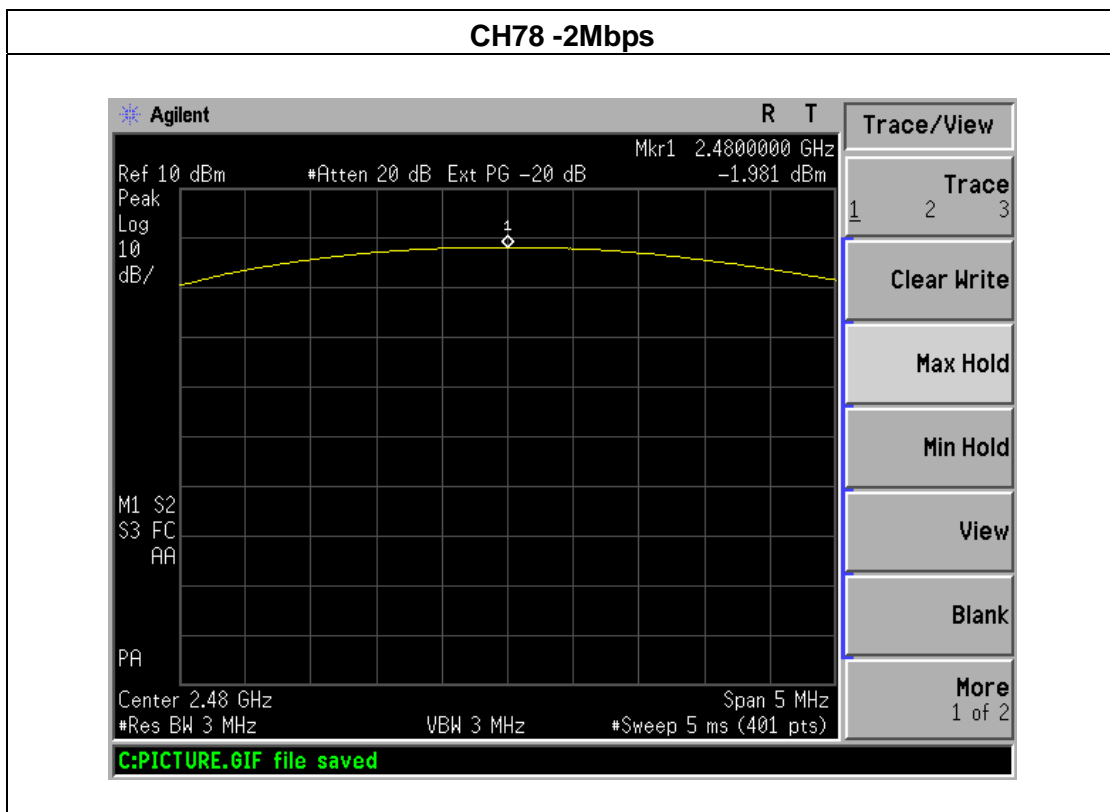 CH78 -2Mbps
Agilent R T
Mkr1 2.4800000 GHz
Ref 10 dBm #Atten 20 dB Ext PG -20 dB -1.981 dBm
Peak
Log
10
dB/
1
M1 S2
S3 FC
AA
PA
Center 2.48 GHz Span 5 MHz
#Res BW 3 MHz VBW 3 MHz #Sweep 5 ms (401 pts)
C:PICTURE.GIF file saved
Trace/View
Trace
1 2 3
Clear Write
Max Hold
Min Hold
View
Blank
More
1 of 2